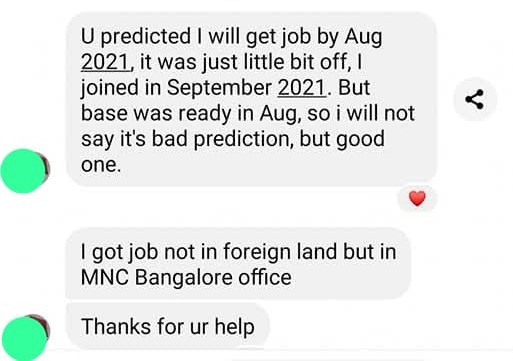 U predicted I will get job by Aug
2021, it was just little bit off, I
joined in September 2021. But
base was ready in Aug, so i will not
say it's bad prediction, but good
one.
I got job not in foreign land but in
MNC Bangalore office
Thanks for ur help